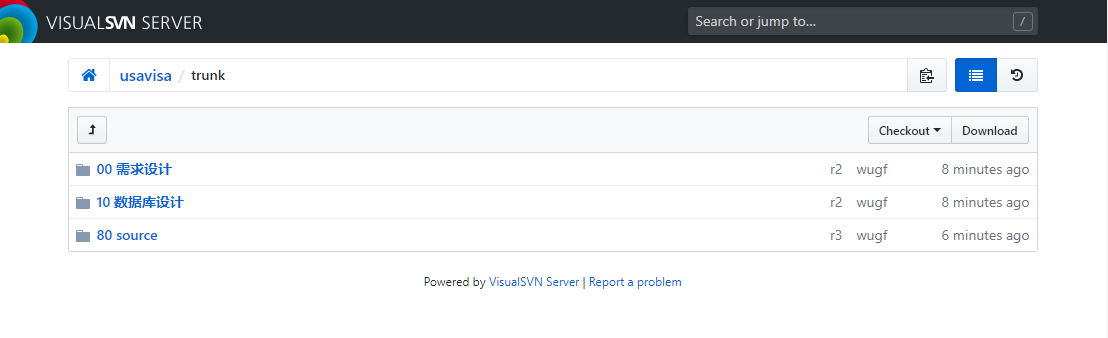 VISUALSVN SERVER Search or jump to... /
usavisa / trunk
Checkout Download
00 需求设计 r2 wugf 8 minutes ago
10 数据库设计 r2 wugf 8 minutes ago
80 source r3 wugf 6 minutes ago
Powered by VisualSVN Server | Report a problem